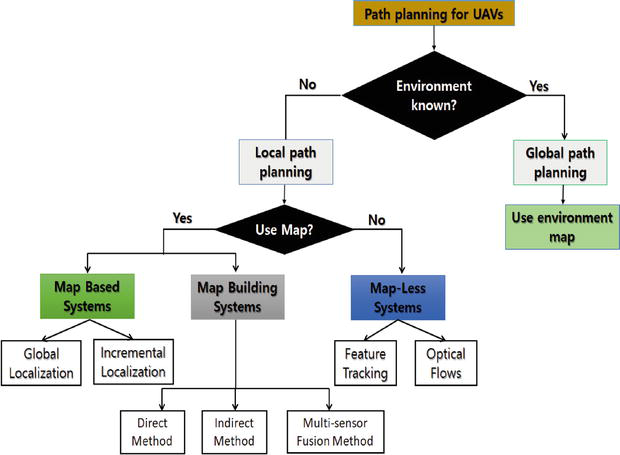 Path planning for UAVs
No
Environment
known?
Yes
Local path
planning
Global path
planning
Yes
Use Map?
No
Use environment
map
Map Based
Systems
Map Building
Systems
Map-Less
Systems
Global
Localization
Incremental
Localization
Feature
Tracking
Optical
Flows
Direct
Method
Indirect
Method
Multi-sensor
Fusion Method